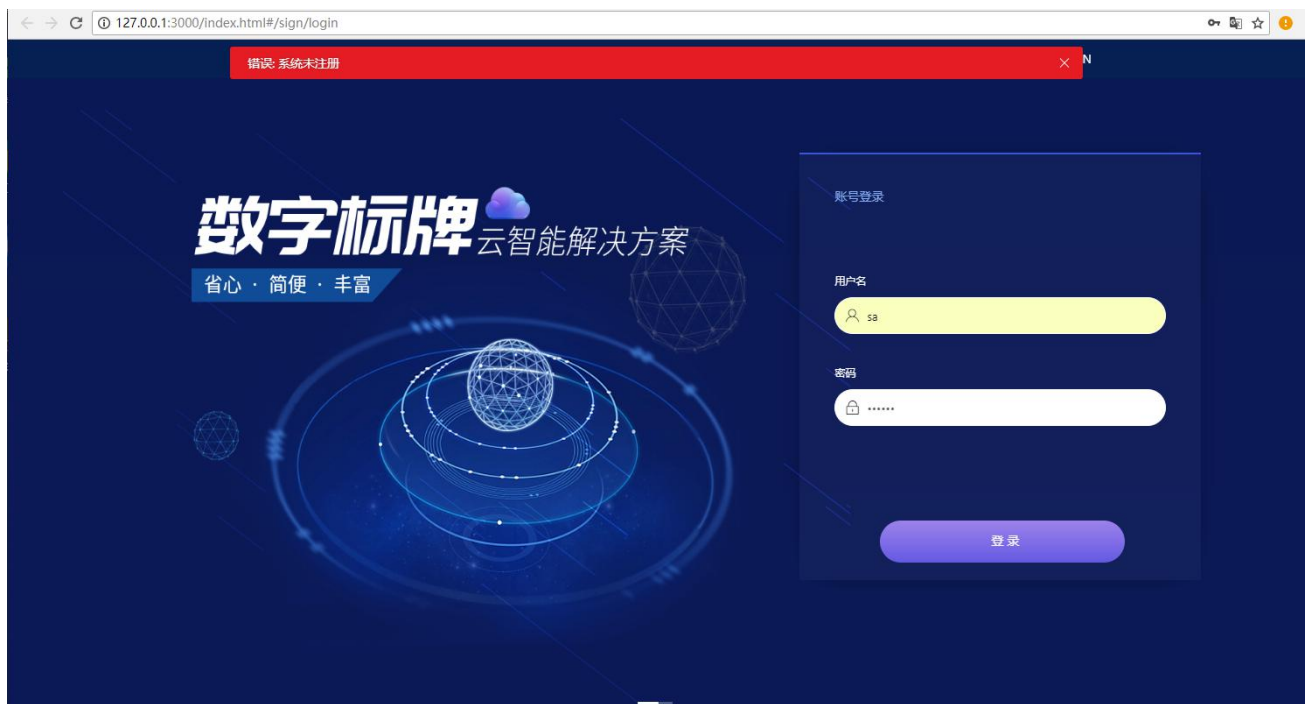 127.0.0.1:3000/index.html#/sign/login
错误: 系统未注册
N
数字标牌
云智能解决方案
省心 · 简便 · 丰富
账号登录
用户名
sa
密码
••••••
登录